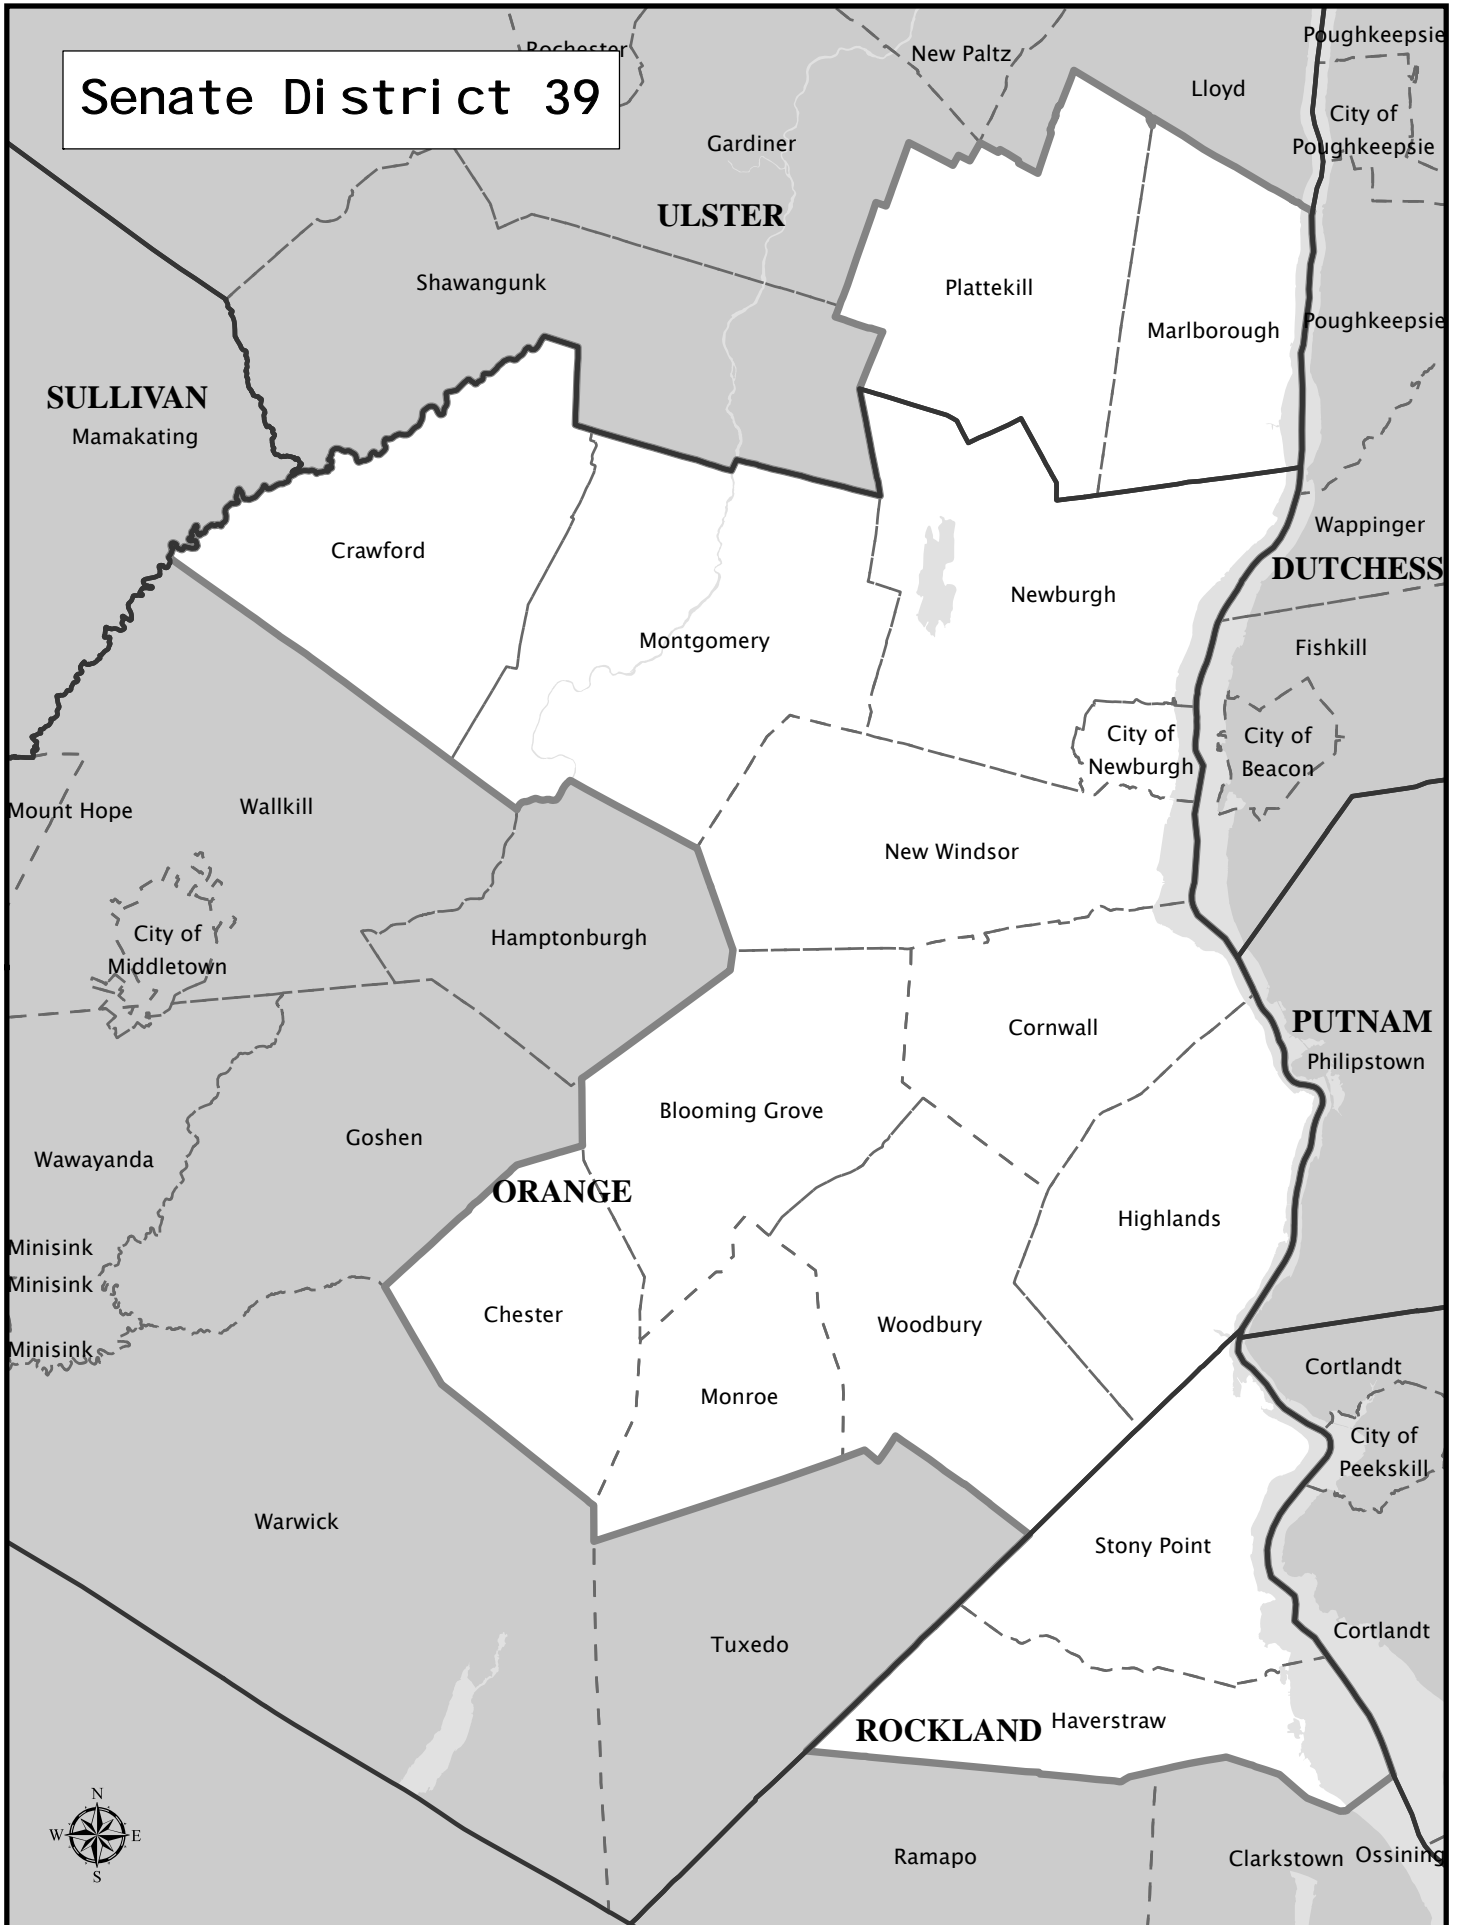 Poughkeepsie
Rochester
New Paltz
Lloyd
Senate District 39
City of
Poughkeepsie
Gardiner
ULSTER
Shawangunk
Plattekill
Marlborough
Poughkeepsie
SULLIVAN
Mamakating
Wappinger
Crawford
DUTCHESS
Newburgh
Montgomery
Fishkill
City of
Newburgh
City of
Beacon
Mount Hope
Wallkill
New Windsor
City of
Middletown
Hamptonburgh
Cornwall
PUTNAM
Philipstown
Blooming Grove
Goshen
Wawayanda
ORANGE
Highlands
Minisink
Minisink
Chester
Woodbury
Minisink
Cortlandt
Monroe
City of
Peekskill
Warwick
Stony Point
Tuxedo
Cortlandt
ROCKLAND
Haverstraw
N
W
E
S
Ramapo
Clarkstown
Ossining